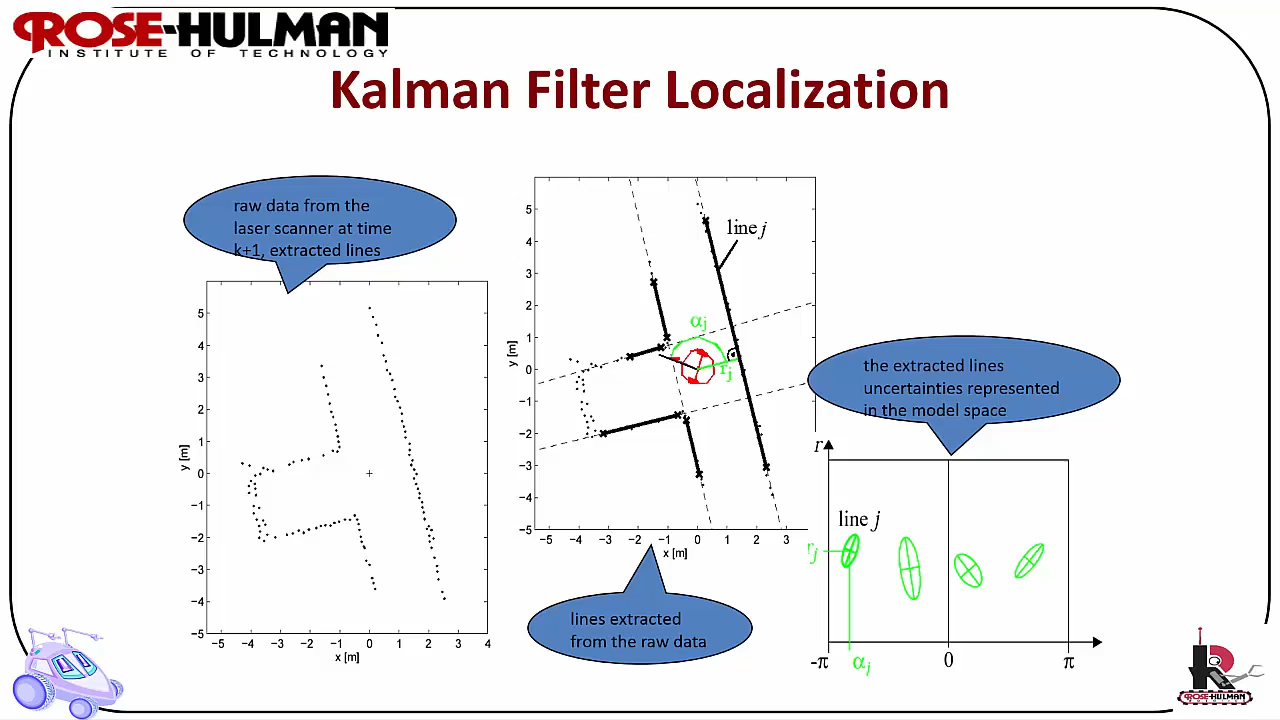 ROSE-HULMAN
INSTITUTE OF TECHNOLOGY
Kalman Filter Localization
raw data from the
laser scanner at time
k+1, extracted lines
5
4
3
2
1
0
−1
−2
−3
−4
−5
y [m]
−5 −4 −3 −2 −1 0 1 2 3 4
x [m]
line j
αj
rj
5
4
3
2
1
0
−1
−2
−3
−4
−5
y [m]
−5 −4 −3 −2 −1 0 1 2 3
x [m]
lines extracted
from the raw data
the extracted lines
uncertainties represented
in the model space
r
line j
rj
-π αj 0 π
ROSE-HULMAN